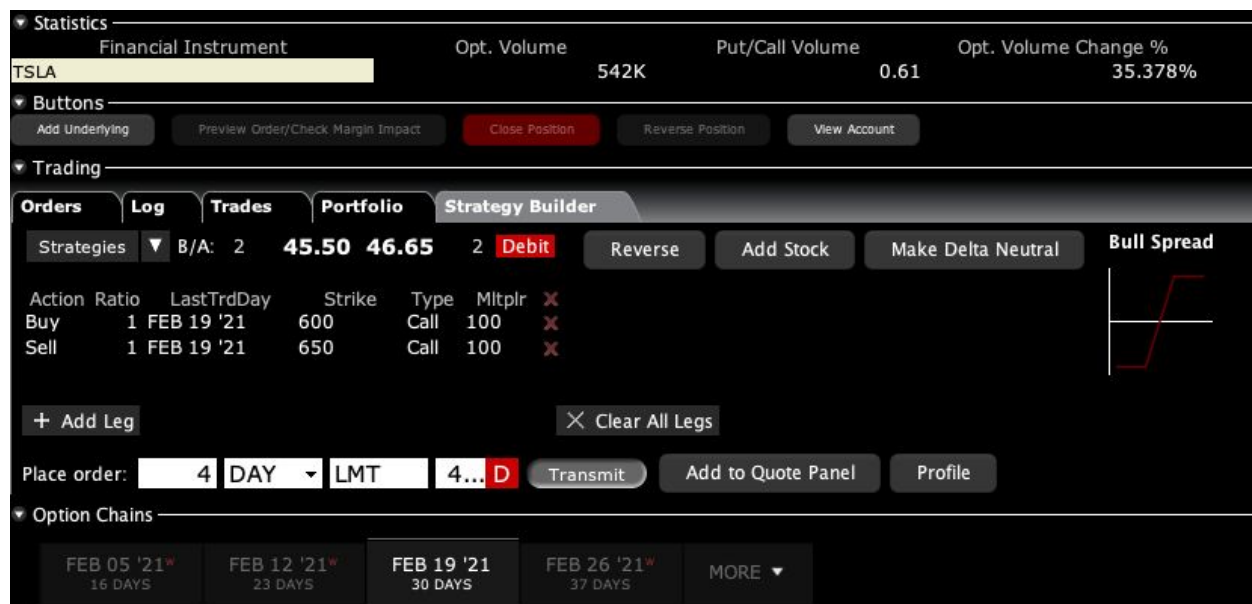 Statistics
Financial Instrument Opt. Volume Put/Call Volume Opt. Volume Change %
TSLA 542K 0.61 35.378%
Buttons
Add Underlying Preview Order/Check Margin Impact Close Position Reverse Position View Account
Trading
Orders Log Trades Portfolio Strategy Builder
Strategies ▼ B/A: 2 45.50 46.65 2 Debit Reverse Add Stock Make Delta Neutral Bull Spread
Action Ratio LastTrdDay Strike Type Mltplr X
Buy 1 FEB 19 '21 600 Call 100 X
Sell 1 FEB 19 '21 650 Call 100 X
+ Add Leg X Clear All Legs
Place order: 4 DAY LMT 4... D Transmit Add to Quote Panel Profile
Option Chains
FEB 05 '21w FEB 12 '21w FEB 19 '21 FEB 26 '21w MORE ▼
16 DAYS 23 DAYS 30 DAYS 37 DAYS